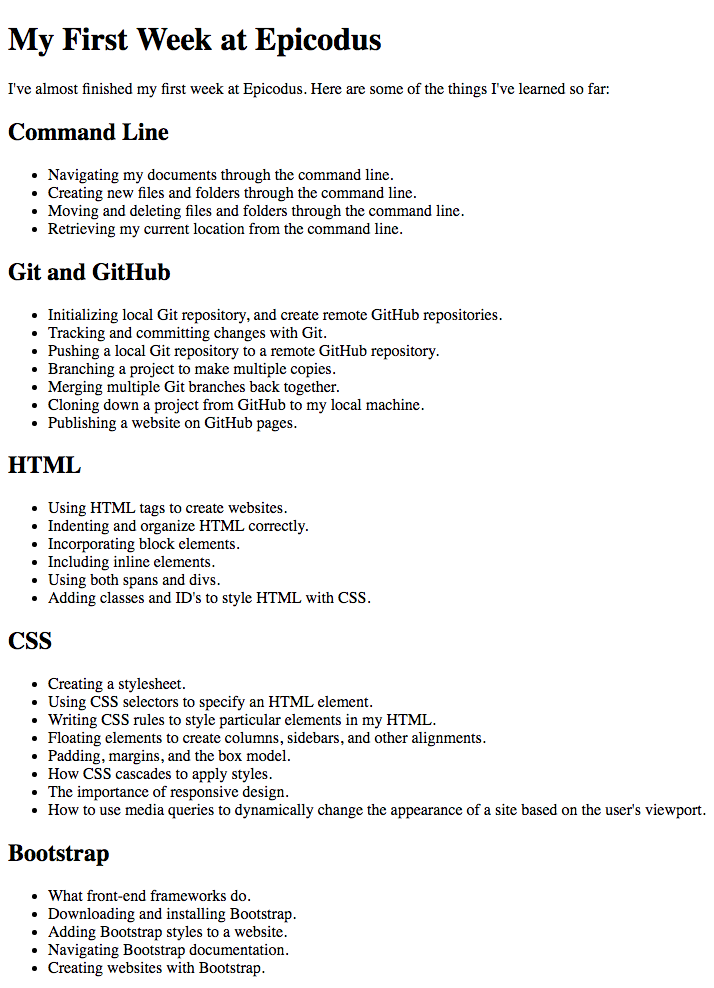 My First Week at Epicodus
I've almost finished my first week at Epicodus. Here are some of the things I've learned so far:
Command Line
• Navigating my documents through the command line.
• Creating new files and folders through the command line.
• Moving and deleting files and folders through the command line.
• Retrieving my current location from the command line.
Git and GitHub
• Initializing local Git repository, and create remote GitHub repositories.
• Tracking and committing changes with Git.
• Pushing a local Git repository to a remote GitHub repository.
• Branching a project to make multiple copies.
• Merging multiple Git branches back together.
• Cloning down a project from GitHub to my local machine.
• Publishing a website on GitHub pages.
HTML
• Using HTML tags to create websites.
• Indenting and organize HTML correctly.
• Incorporating block elements.
• Including inline elements.
• Using both spans and divs.
• Adding classes and ID's to style HTML with CSS.
CSS
• Creating a stylesheet.
• Using CSS selectors to specify an HTML element.
• Writing CSS rules to style particular elements in my HTML.
• Floating elements to create columns, sidebars, and other alignments.
• Padding, margins, and the box model.
• How CSS cascades to apply styles.
• The importance of responsive design.
• How to use media queries to dynamically change the appearance of a site based on the user's viewport.
Bootstrap
• What front-end frameworks do.
• Downloading and installing Bootstrap.
• Adding Bootstrap styles to a website.
• Navigating Bootstrap documentation.
• Creating websites with Bootstrap.